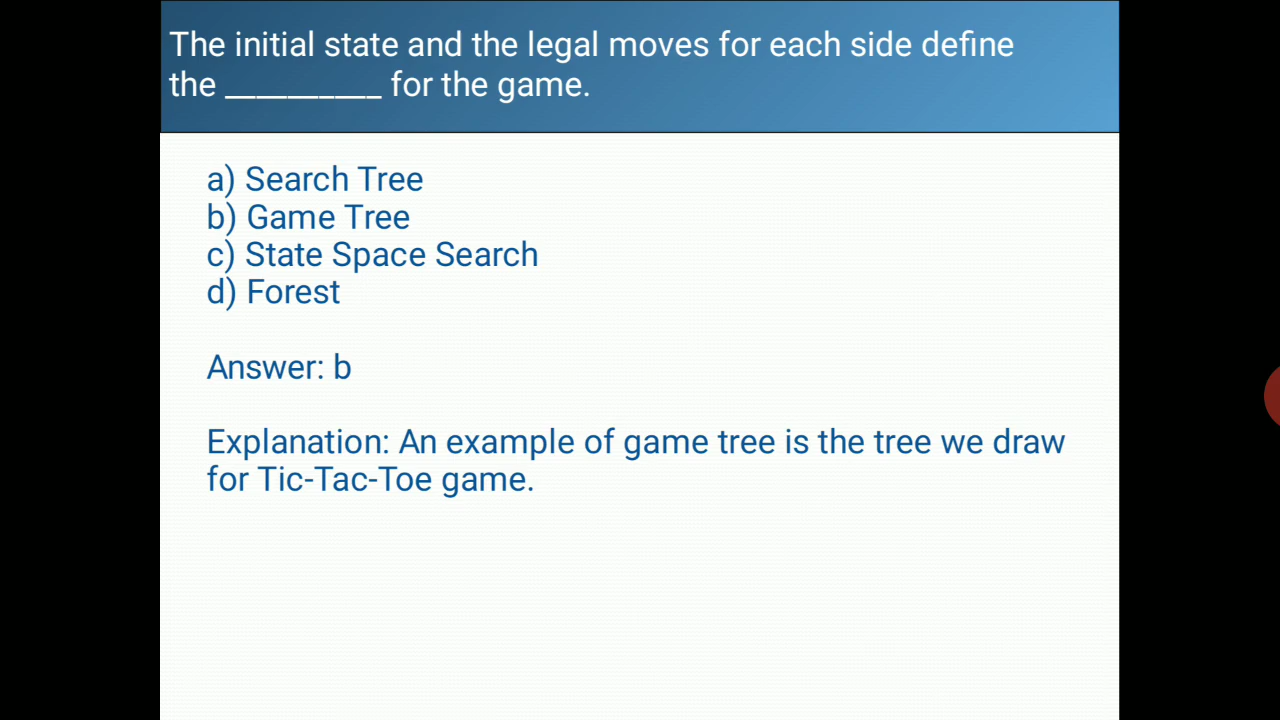 The initial state and the legal moves for each side define
the __________ for the game.
a) Search Tree
b) Game Tree
c) State Space Search
d) Forest
Answer: b
Explanation: An example of game tree is the tree we draw
for Tic-Tac-Toe game.